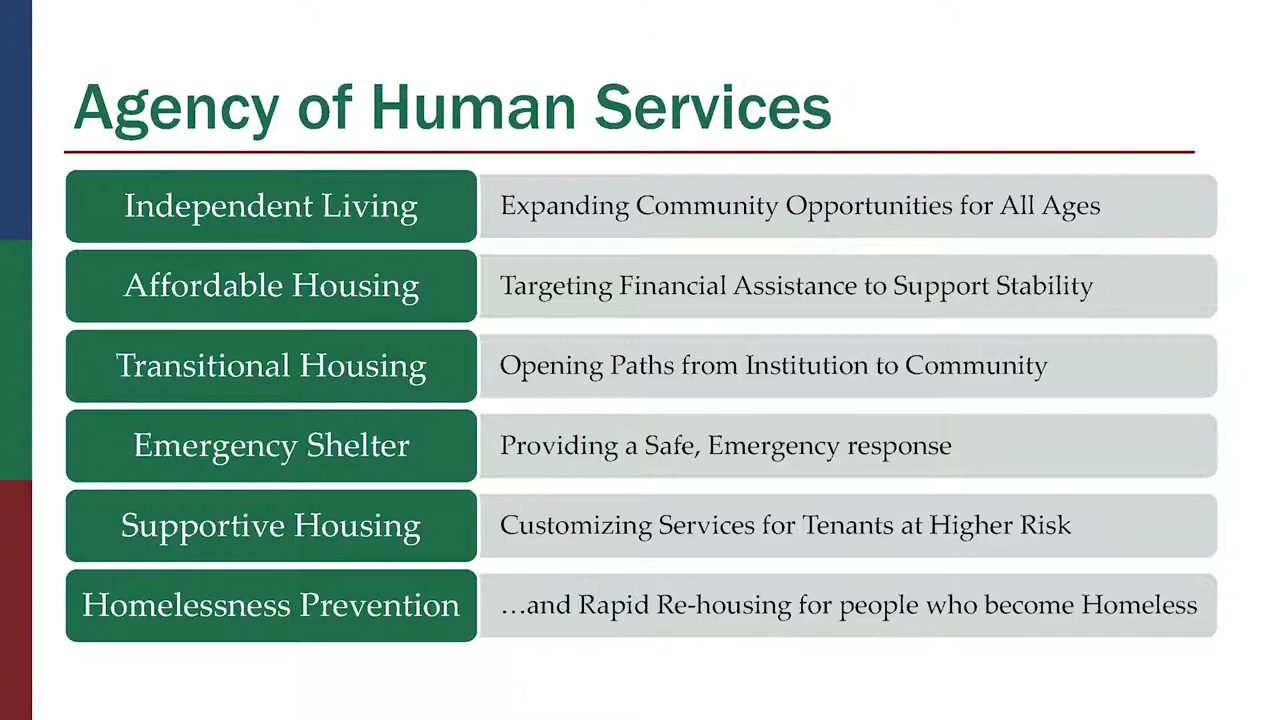 Agency of Human Services
Independent Living
Expanding Community Opportunities for All Ages
Affordable Housing
Targeting Financial Assistance to Support Stability
Transitional Housing
Opening Paths from Institution to Community
Emergency Shelter
Providing a Safe, Emergency response
Supportive Housing
Customizing Services for Tenants at Higher Risk
Homelessness Prevention
…and Rapid Re-housing for people who become Homeless